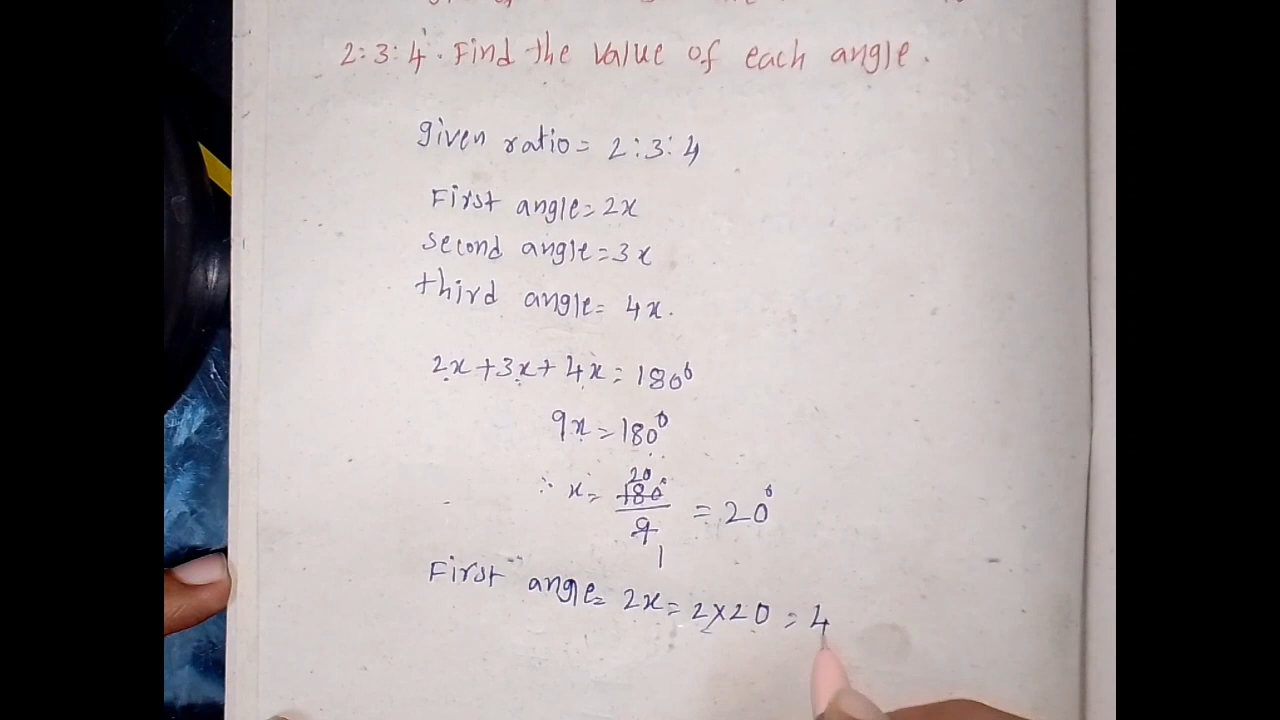 2:3:4. Find the value of each angle.
given ratio = 2:3:4
First angle = 2x
second angle = 3x
third angle = 4x.
2x + 3x + 4x = 180°
9x = 180°
20
∴ x = 180°/9 = 20°
1
First angle = 2x = 2×20 = 4